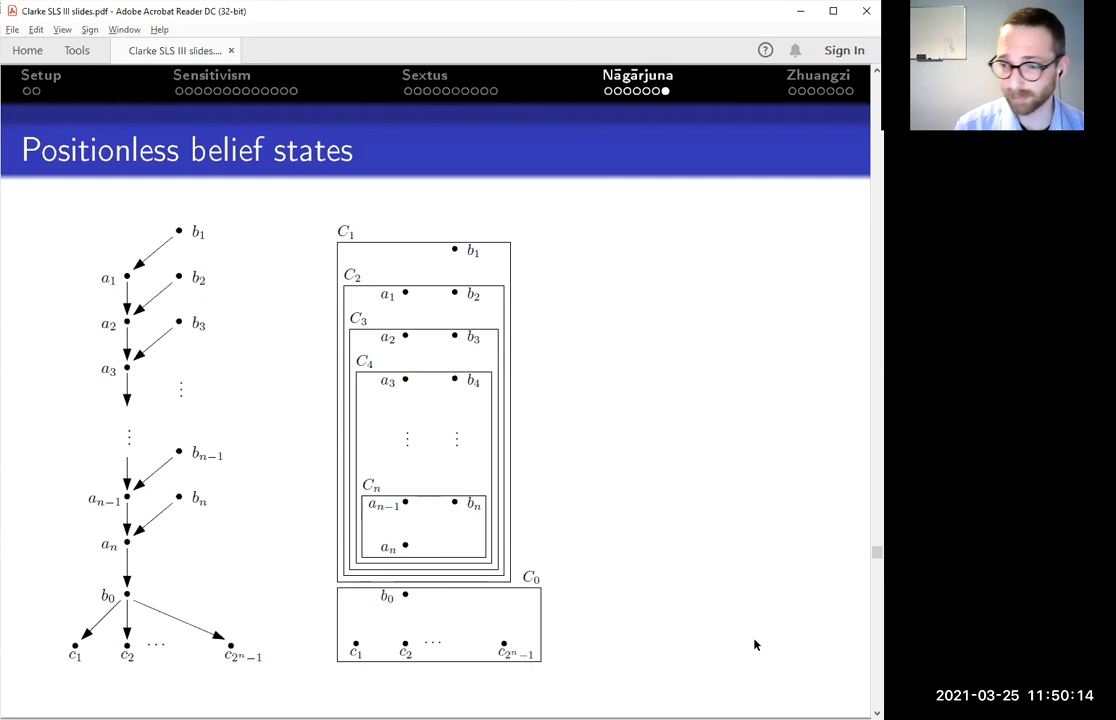 Clarke SLS III slides.pdf - Adobe Acrobat Reader DC (32-bit)
File Edit View Sign Window Help
Home Tools Clarke SLS III slides.... × Sign In
Setup Sensitivism Sextus Nāgārjuna Zhuangzi
Positionless belief states
b₁
a₁ b₂
a₂ b₃
a₃ ⋮
⋮
bₙ₋₁
aₙ₋₁ bₙ
aₙ
b₀
c₁ c₂ ⋯ c₂ⁿ₋₁
C₁
b₁
C₂
a₁ b₂
C₃
a₂ b₃
C₄
a₃ b₄
⋮ ⋮
Cₙ
aₙ₋₁ bₙ
aₙ
C₀
b₀
c₁ c₂ ⋯ c₂ⁿ₋₁
2021-03-25 11:50:14